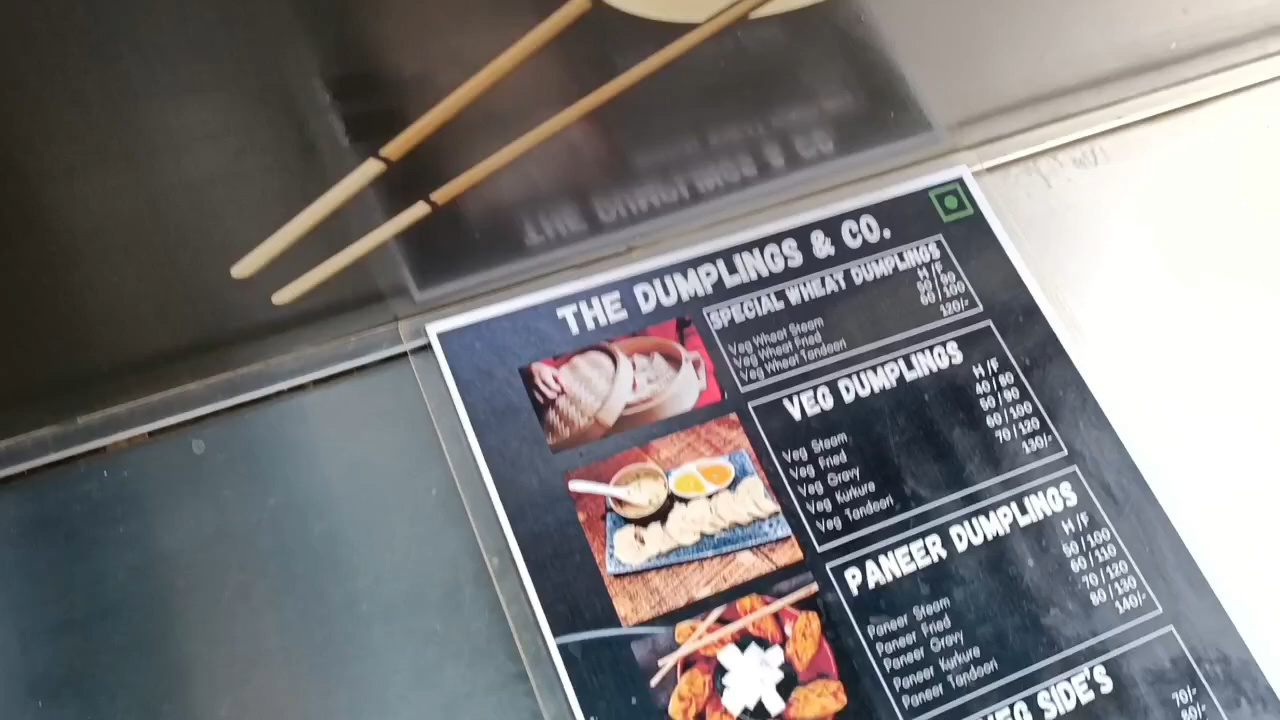 THE DUMPLINGS & CO.
SPECIAL WHEAT DUMPLINGS
H /F
Veg Wheat Steam 50 / 90
Veg Wheat Fried 60 / 100
Veg Wheat Tandoori 120/-
VEG DUMPLINGS
H /F
Veg Steam 40 / 80
Veg Fried 50 / 90
Veg Gravy 60 / 100
Veg Kurkure 70 / 120
Veg Tandoori 130/-
PANEER DUMPLINGS
H /F
Paneer Steam 50 / 100
Paneer Fried 60 / 110
Paneer Gravy 70 / 120
Paneer Kurkure 80 / 130
Paneer Tandoori 140/-
VEG SIDE'S
70/-